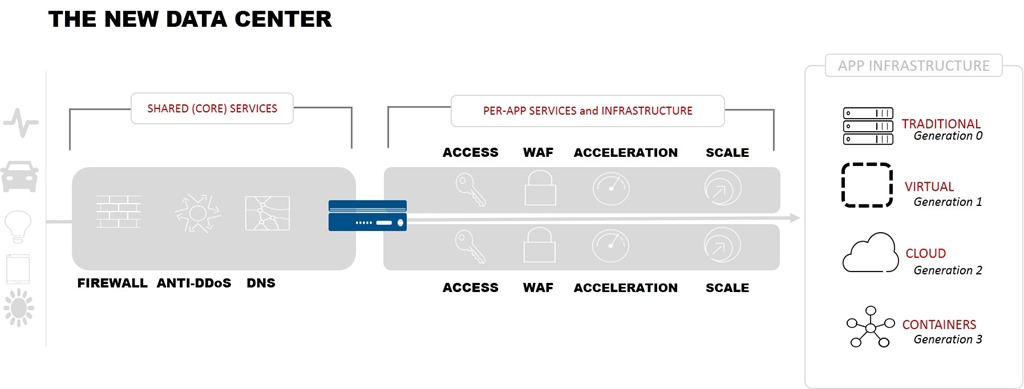 THE NEW DATA CENTER
SHARED (CORE) SERVICES
FIREWALL
ANTI-DDoS
DNS
PER-APP SERVICES and INFRASTRUCTURE
ACCESS
WAF
ACCELERATION
SCALE
ACCESS
WAF
ACCELERATION
SCALE
APP INFRASTRUCTURE
TRADITIONAL
Generation 0
VIRTUAL
Generation 1
CLOUD
Generation 2
CONTAINERS
Generation 3